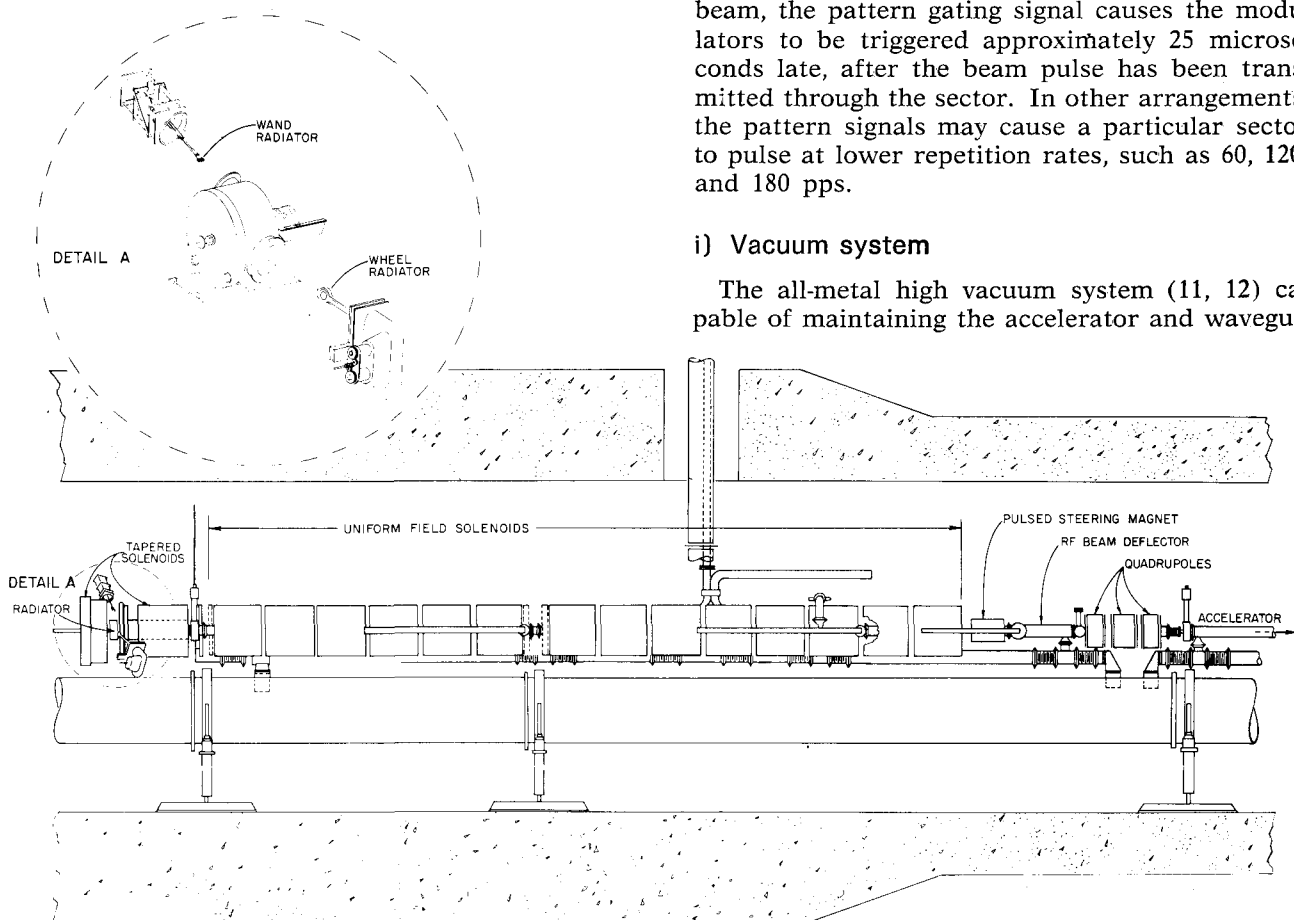 beam, the pattern gating signal causes the modu
lators to be triggered approximately 25 microse
conds late, after the beam pulse has been trans
mitted through the sector. In other arrangement
the pattern signals may cause a particular secto
to pulse at lower repetition rates, such as 60, 120
and 180 pps.
i) Vacuum system
The all-metal high vacuum system (11, 12) ca
pable of maintaining the accelerator and wavegu
WAND
RADIATOR
DETAIL A
WHEEL
RADIATOR
UNIFORM FIELD SOLENOIDS
PULSED STEERING MAGNET
RF BEAM DEFLECTOR
QUADRUPOLES
TAPERED
SOLENOIDS
DETAIL A
RADIATOR
ACCELERATOR